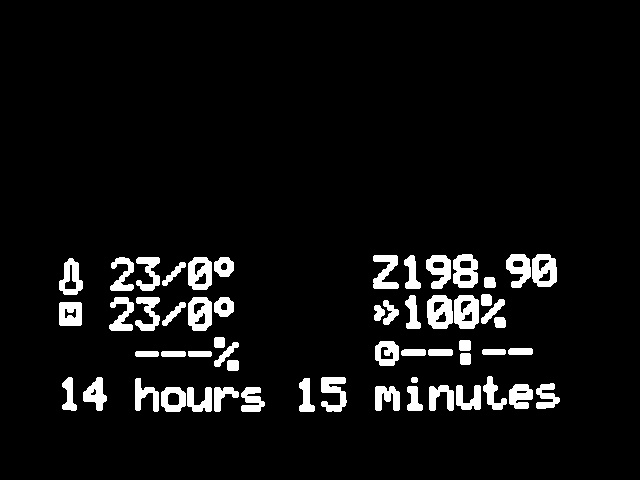 23/0° Z198.90
23/0° »100%
---% --:--
14 hours 15 minutes